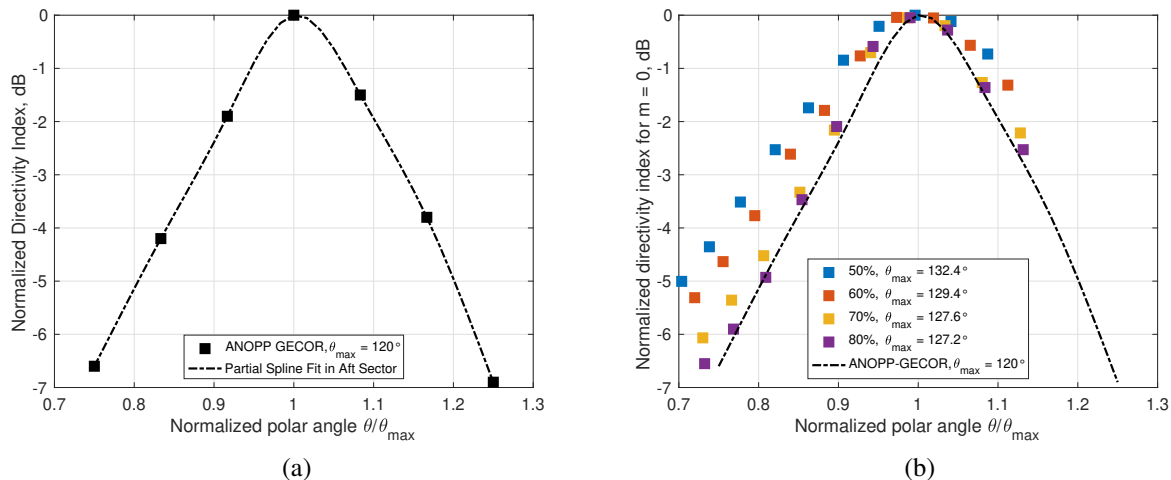 0
-1
-2
-3
-4
-5
-6
-7
Normalized Directivity Index, dB
ANOPP GECOR,θmax = 120°
Partial Spline Fit in Aft Sector
0.7 0.8 0.9 1 1.1 1.2 1.3
Normalized polar angle θ/θmax
(a)
0
-1
-2
-3
-4
-5
-6
-7
Normalized directivity index for m = 0, dB
50%, θmax = 132.4°
60%, θmax = 129.4°
70%, θmax = 127.6°
80%, θmax = 127.2°
ANOPP-GECOR,θmax = 120°
0.7 0.8 0.9 1 1.1 1.2 1.3
Normalized polar angle θ/θmax
(b)